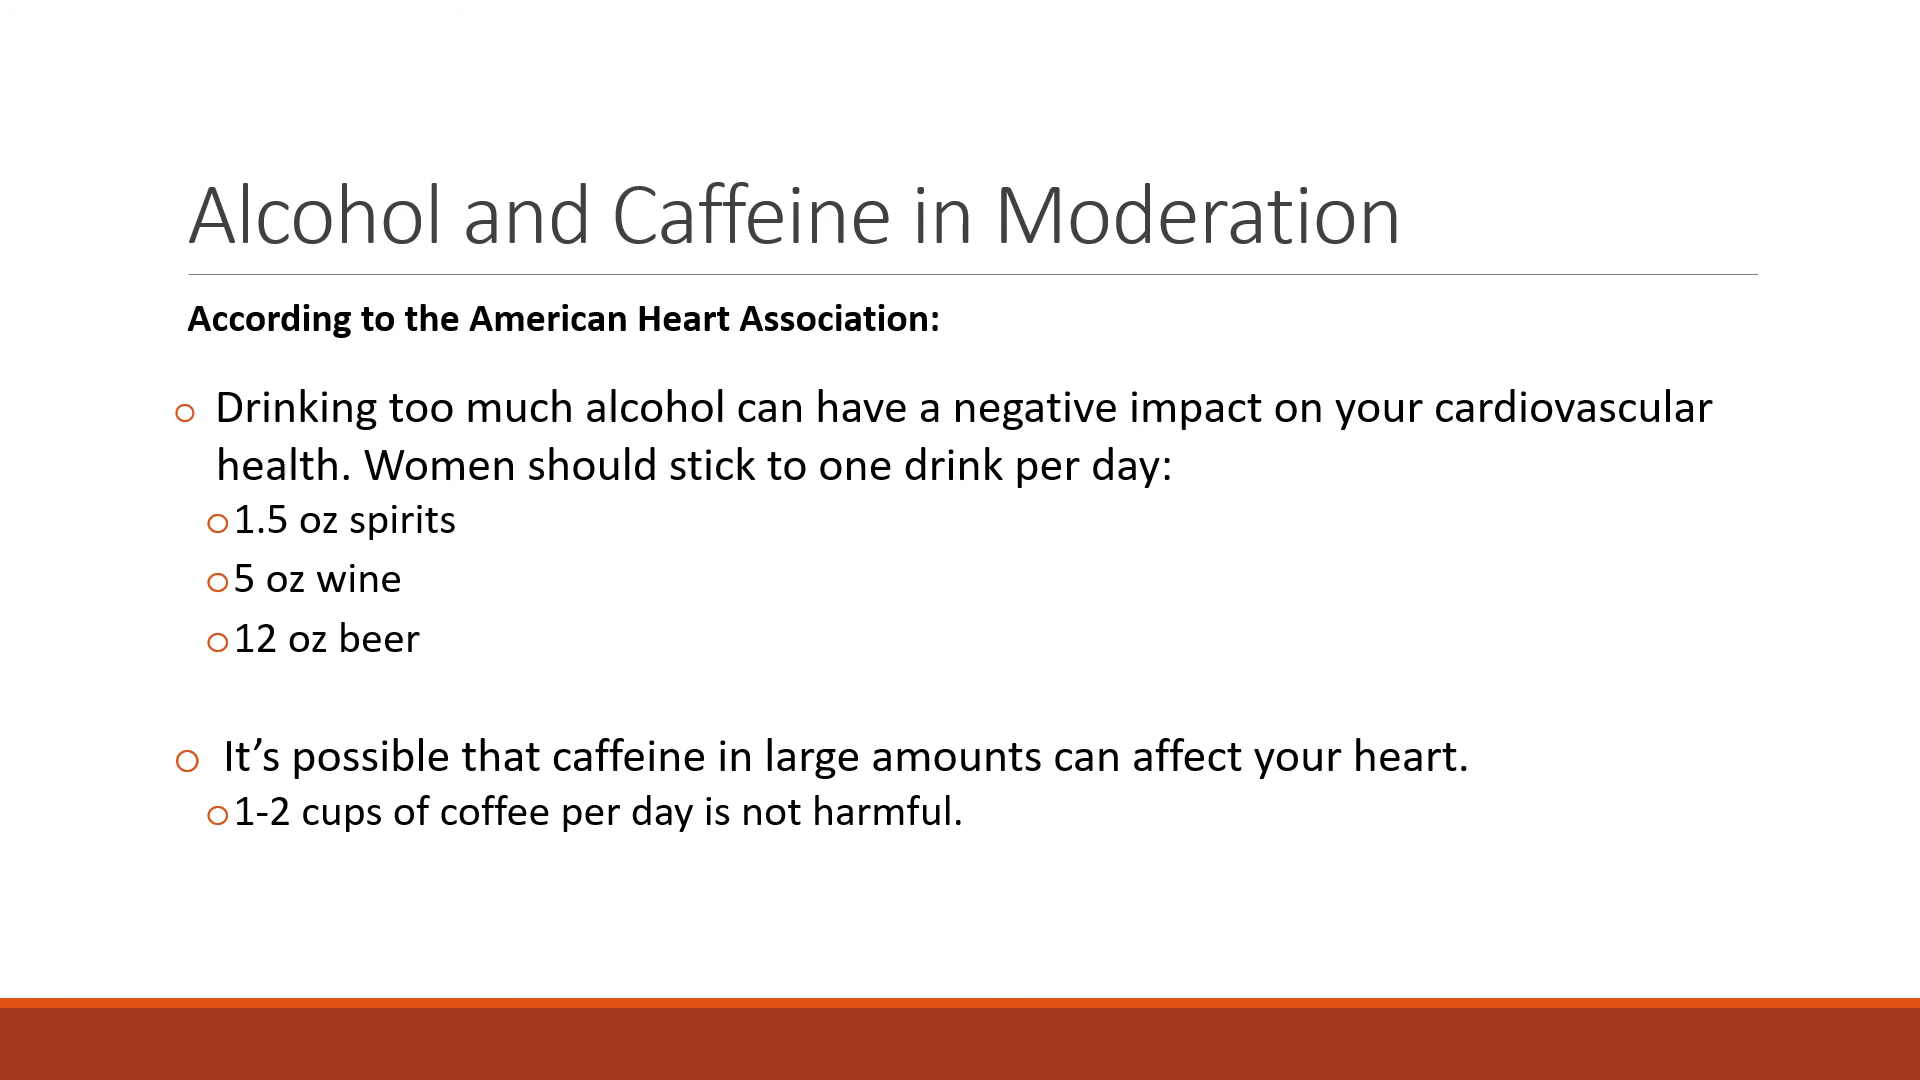 Alcohol and Caffeine in Moderation
According to the American Heart Association:
o Drinking too much alcohol can have a negative impact on your cardiovascular
health. Women should stick to one drink per day:
o 1.5 oz spirits
o 5 oz wine
o 12 oz beer
o It’s possible that caffeine in large amounts can affect your heart.
o 1-2 cups of coffee per day is not harmful.